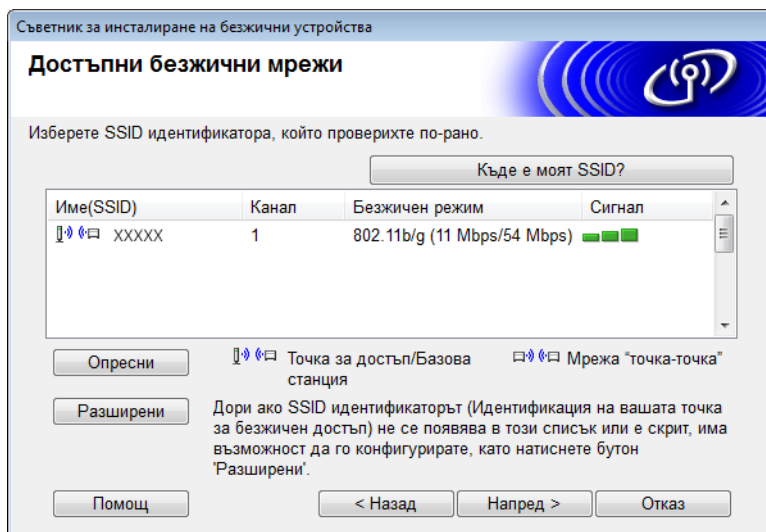 Съветник за инсталиране на безжични устройства
Достъпни безжични мрежи
Изберете SSID идентификатора, който проверихте по-рано.
Къде е моят SSID?
Име(SSID) Канал Безжичен режим Сигнал
XXXXX 1 802.11b/g (11 Mbps/54 Mbps)
Опресни
Точка за достъп/Базова
станция
Мрежа “точка-точка”
Разширени
Дори ако SSID идентификаторът (Идентификация на вашата точка
за безжичен достъп) не се появява в този списък или е скрит, има
възможност да го конфигурирате, като натиснете бутон
'Разширени'.
Помощ
< Назад
Напред >
Отказ